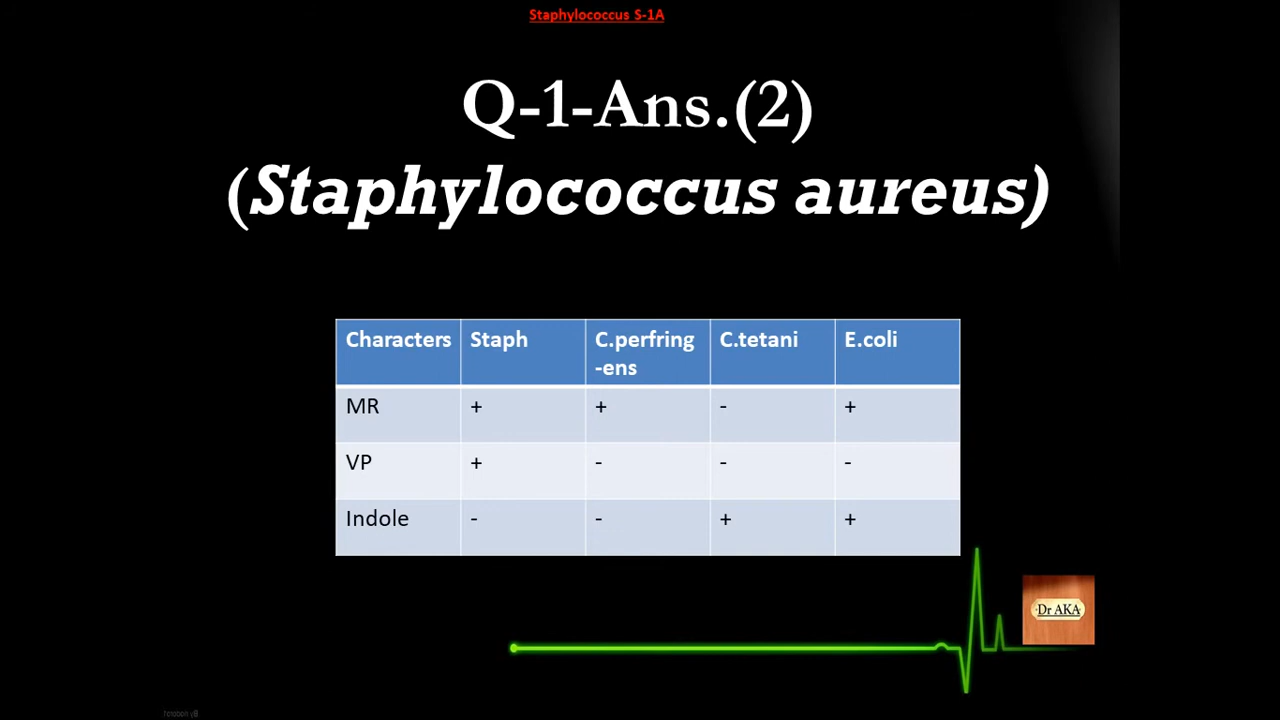 Staphylococcus S-1A
Q-1-Ans.(2)
(Staphylococcus aureus)
Characters Staph C.perfring-ens C.tetani E.coli
MR + + - +
VP + - - -
Indole - - + +
Dr AKA